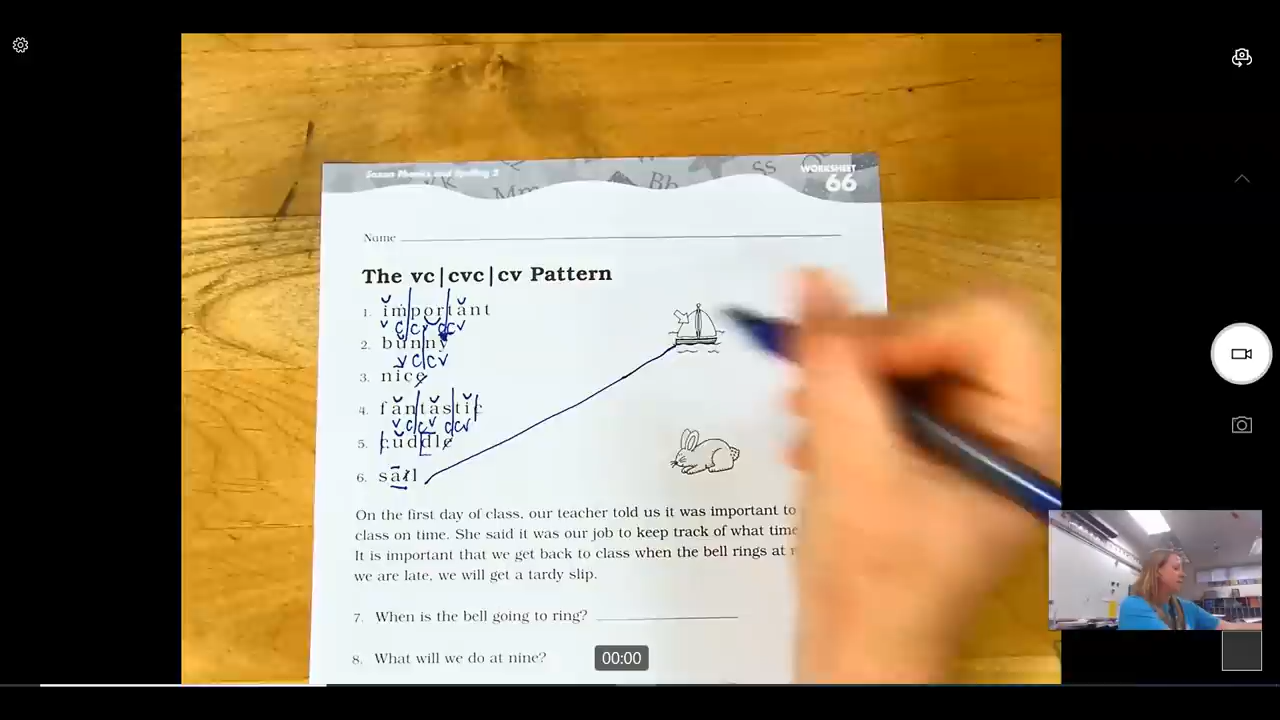 Saxon Phonics and Spelling 2
WORKSHEET
66
Mm
Bb
ss
Name
The vc|cvc|cv Pattern
1. important
v c c v c c v
2. bunny
v c c v
3. nice
4. fantastic
v c c v c c v
5. cuddle
6. sail
On the first day of class, our teacher told us it was important to
class on time. She said it was our job to keep track of what time
It is important that we get back to class when the bell rings at
we are late, we will get a tardy slip.
7. When is the bell going to ring?
8. What will we do at nine?
00:00